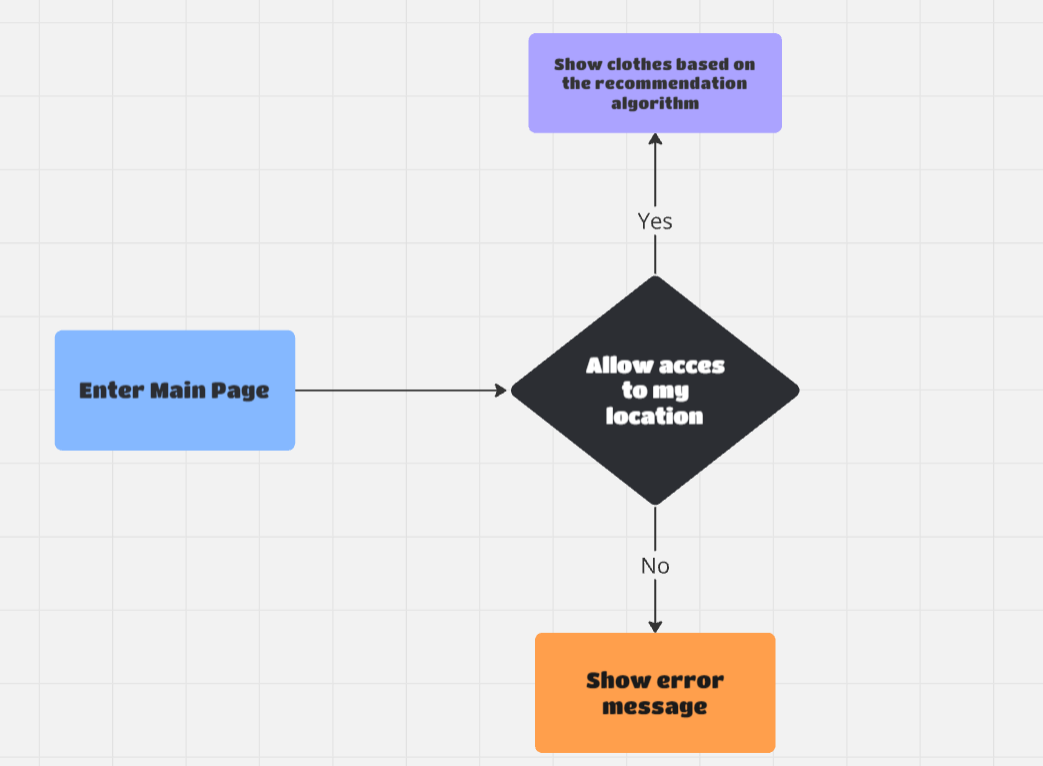 Show clothes based on
the recommendation
algorithm
Yes
Enter Main Page
Allow acces
to my
location
No
Show error
message